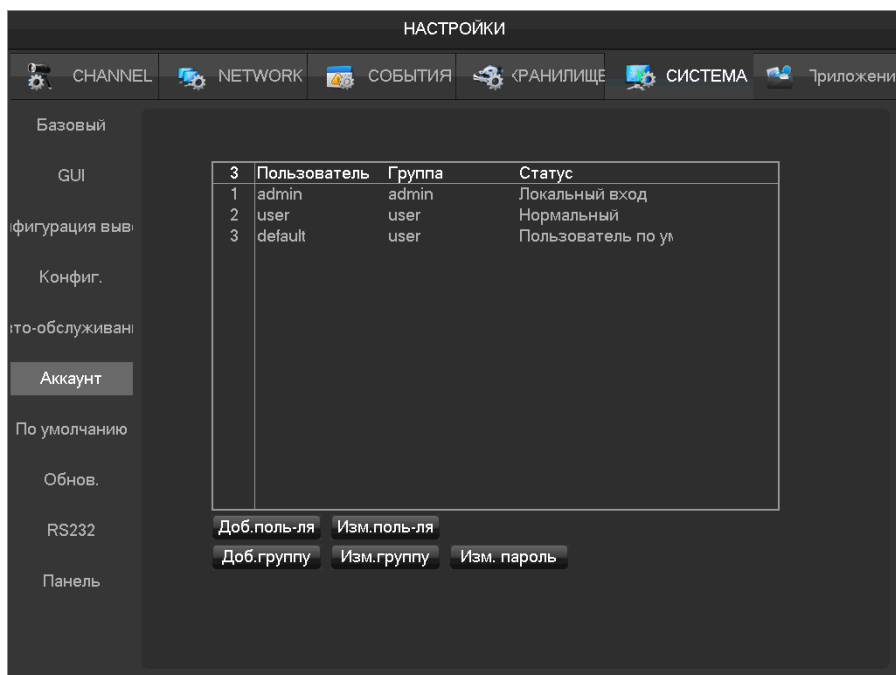 НАСТРОЙКИ
CHANNEL NETWORK СОБЫТИЯ ХРАНИЛИЩЕ СИСТЕМА Приложени
Базовый
GUI
фигурация выв
Конфиг.
то-обслуживан
Аккаунт
По умолчанию
Обнов.
RS232
Панель
3 Пользователь Группа Статус
1 admin admin Локальный вход
2 user user Нормальный
3 default user Пользователь по ум
Доб.поль-ля Изм.поль-ля
Доб.группу Изм.группу Изм. пароль